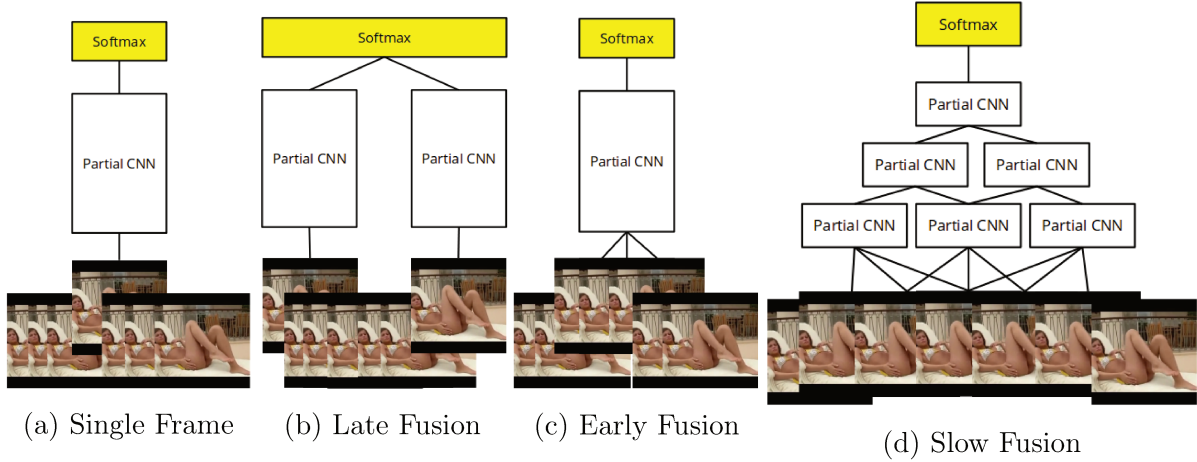 Softmax
Partial CNN
(a) Single Frame
Softmax
Partial CNN Partial CNN
(b) Late Fusion
Softmax
Partial CNN
(c) Early Fusion
Softmax
Partial CNN
Partial CNN Partial CNN
Partial CNN Partial CNN Partial CNN
(d) Slow Fusion